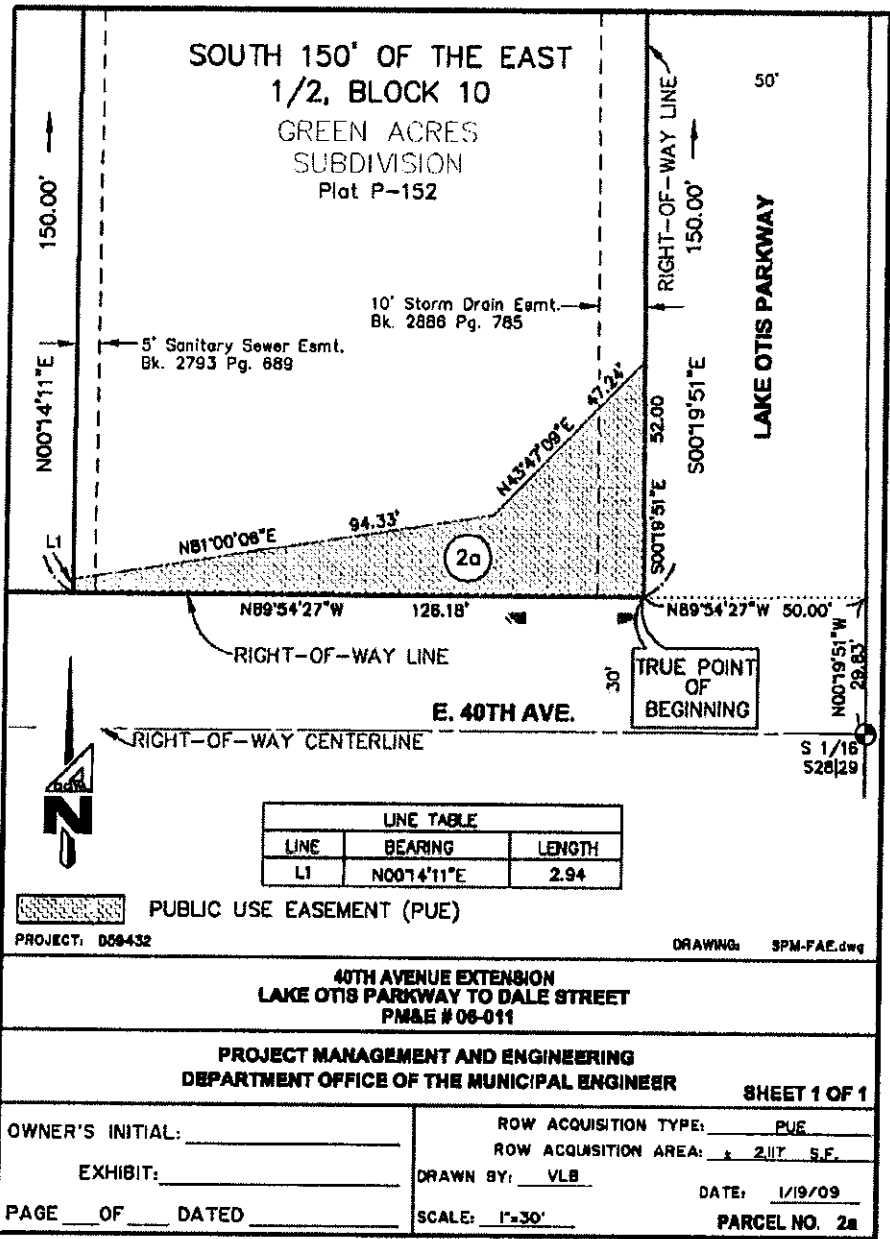 SOUTH 150' OF THE EAST
1/2, BLOCK 10
GREEN ACRES
SUBDIVISION
Plat P-152
50'
RIGHT-OF-WAY LINE
150.00'
N00°14'11"E
150.00'
S00°19'51"E
LAKE OTIS PARKWAY
10' Storm Drain Esmt.
Bk. 2886 Pg. 785
5' Sanitary Sewer Esmt.
Bk. 2793 Pg. 689
N43°47'09"E 47.24'
52.00
S00°19'51"E
L1
N81°00'08"E 94.33'
2a
N89°54'27"W 126.18'
N89°54'27"W 50.00'
RIGHT-OF-WAY LINE
30'
TRUE POINT
OF
BEGINNING
N00°19'51"W
29.83'
E. 40TH AVE.
RIGHT-OF-WAY CENTERLINE
S 1/16
S28|29
N
LINE TABLE
LINE BEARING LENGTH
L1 N00°14'11"E 2.94
PUBLIC USE EASEMENT (PUE)
PROJECT: D59432
DRAWING: SPM-FAE.dwg
40TH AVENUE EXTENSION
LAKE OTIS PARKWAY TO DALE STREET
PM&E # 06-011
PROJECT MANAGEMENT AND ENGINEERING
DEPARTMENT OFFICE OF THE MUNICIPAL ENGINEER
SHEET 1 OF 1
OWNER'S INITIAL:
EXHIBIT:
PAGE ___ OF ___ DATED
ROW ACQUISITION TYPE: PUE
ROW ACQUISITION AREA: ± 2,117 S.F.
DRAWN BY: VLB
DATE: 1/19/09
SCALE: 1"=30'
PARCEL NO. 2a